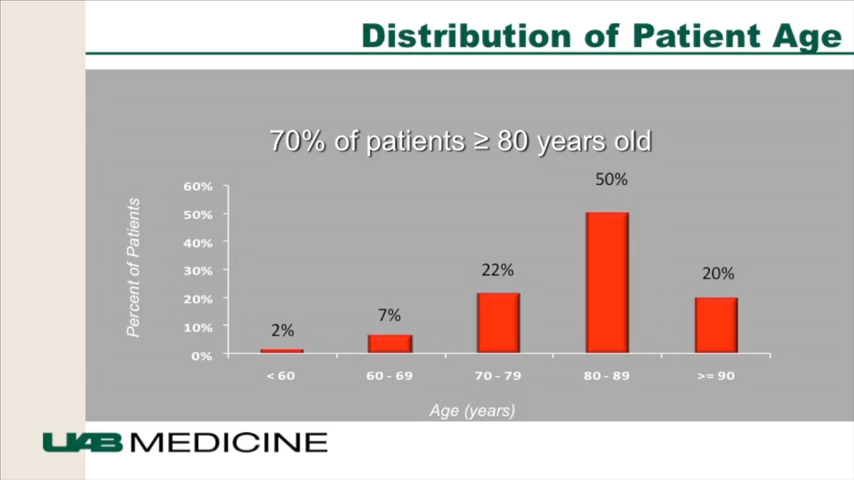 Distribution of Patient Age
70% of patients ≥ 80 years old
Percent of Patients
60%
50%
40%
30%
20%
10%
0%
2%
7%
22%
50%
20%
< 60
60 - 69
70 - 79
80 - 89
>= 90
Age (years)
UAB MEDICINE